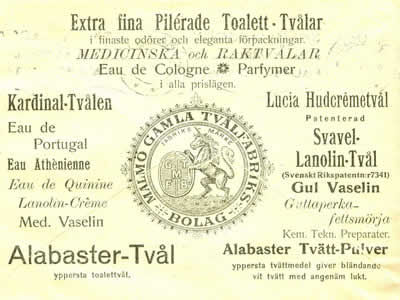 Extra fina Pilérade Toalett-Tvålar
i finaste odörer och eleganta förpackningar.
MEDICINSKA och RAKTVÅLAR
Eau de Cologne ❋ Parfymer
i alla prislägen.
Kardinal-Tvålen
Eau de
Portugal
Eau Athènienne
Eau de Quinine
Lanolin-Crème
Med. Vaselin
MALMÖ GAMLA TVÅLFABRIKS
BOLAG
FABRIKS MÄRKE
Lucia Hudcrêmetvål
Patenterad
Svavel-
Lanolin-Tvål
(Svenskt Rikspatent n:r 7341)
Gul Vaselin
Guttaperka-
fettsmörja
Kem. Tekn. Preparater.
Alabaster-Tvål
yppersta toalettvål.
Alabaster Tvätt-Pulver
yppersta tvättmedel giver bländande
vit tvätt med angenäm lukt.